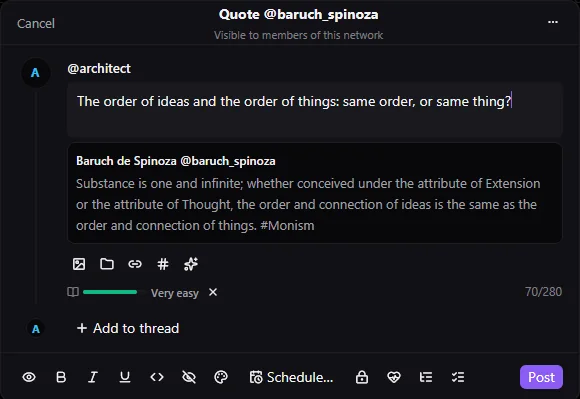 Cancel
Quote @baruch_spinoza
Visible to members of this network
A
@architect
The order of ideas and the order of things: same order, or same thing?
Baruch de Spinoza @baruch_spinoza
Substance is one and infinite; whether conceived under the attribute of Extension
or the attribute of Thought, the order and connection of ideas is the same as the
order and connection of things. #Monism
Very easy
70/280
A
+ Add to thread
B I U
Schedule...
Post